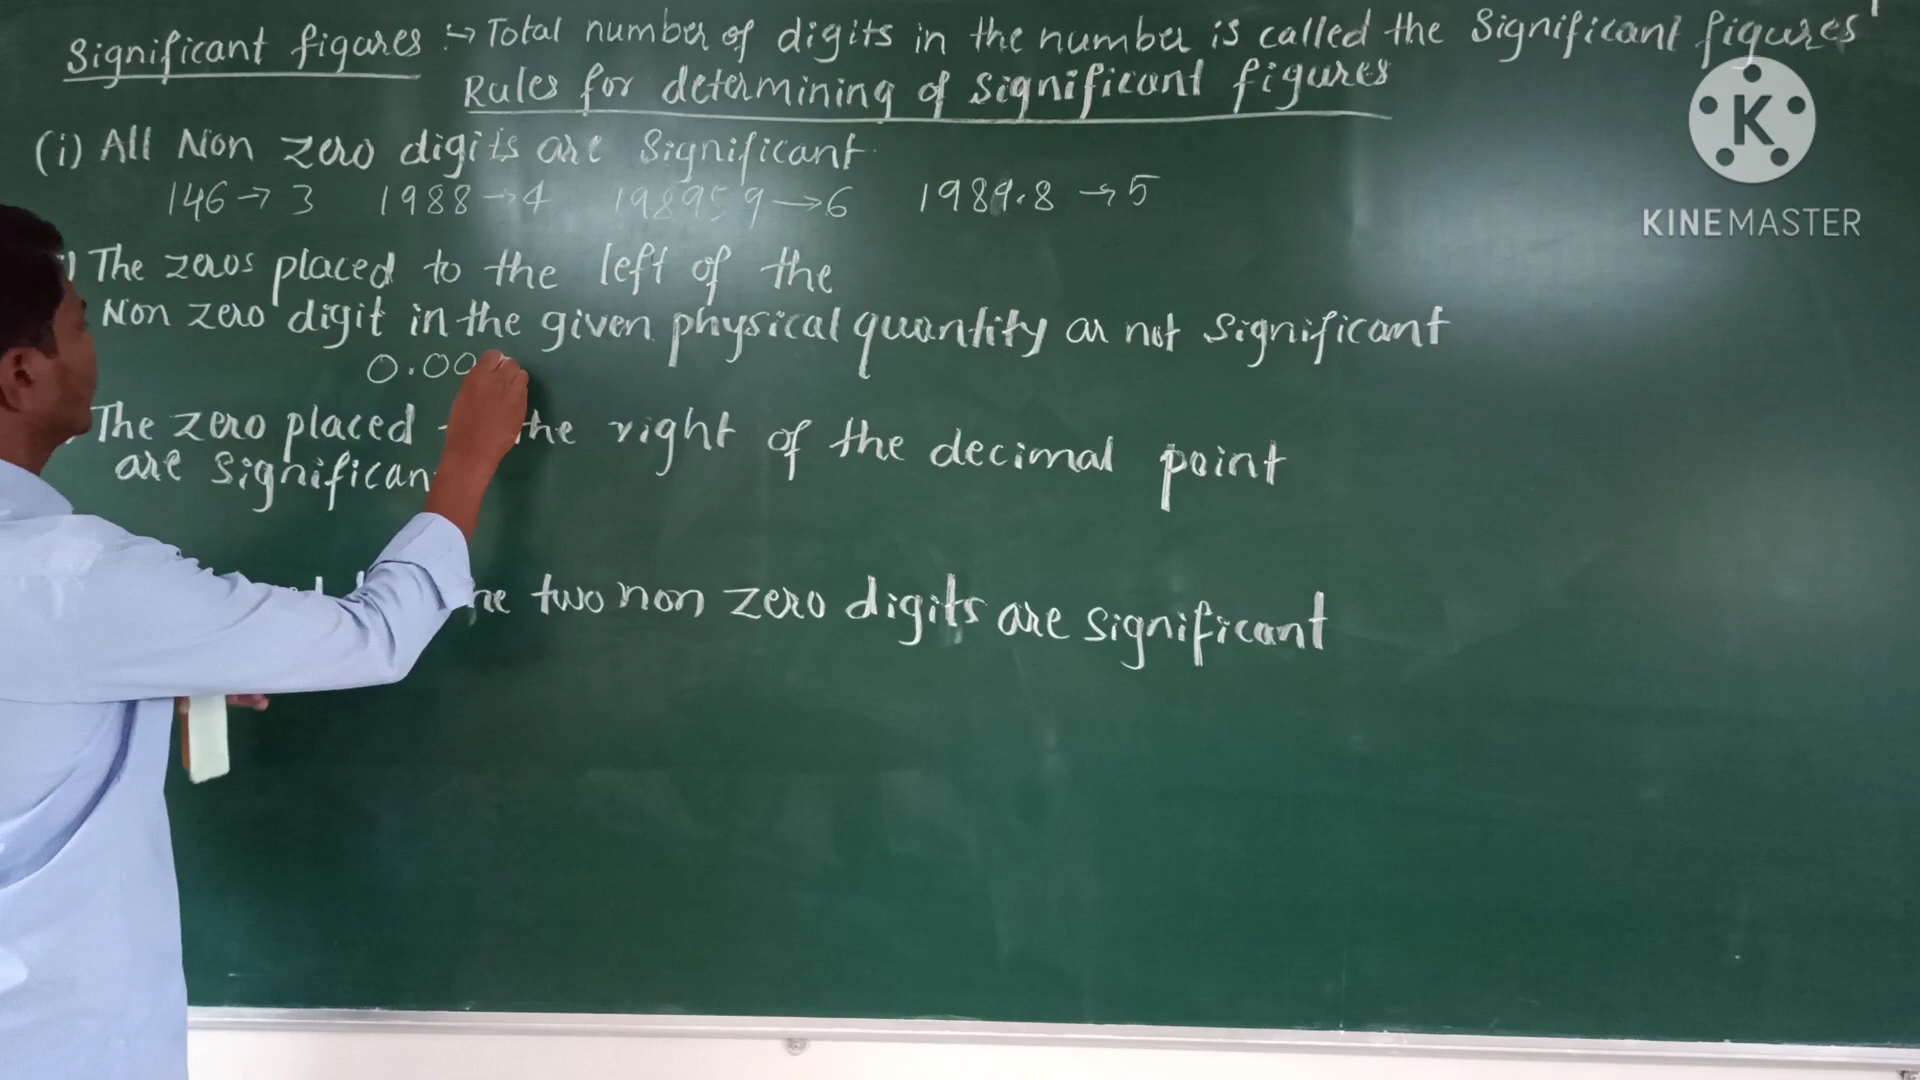 Significant figares :→ Total number of digits in the number is called the Significant figures
Rules for determining of Significant figures
(i) All Non zero digits are Significant
146→3 1988→4 198959→6 1989.8→5
) The zeros placed to the left of the
Non zero digit in the given physical quantity ar not Significant
0.00
The zero placed the right of the decimal point
are significan
two non zero digits are significant
K
KINEMASTER